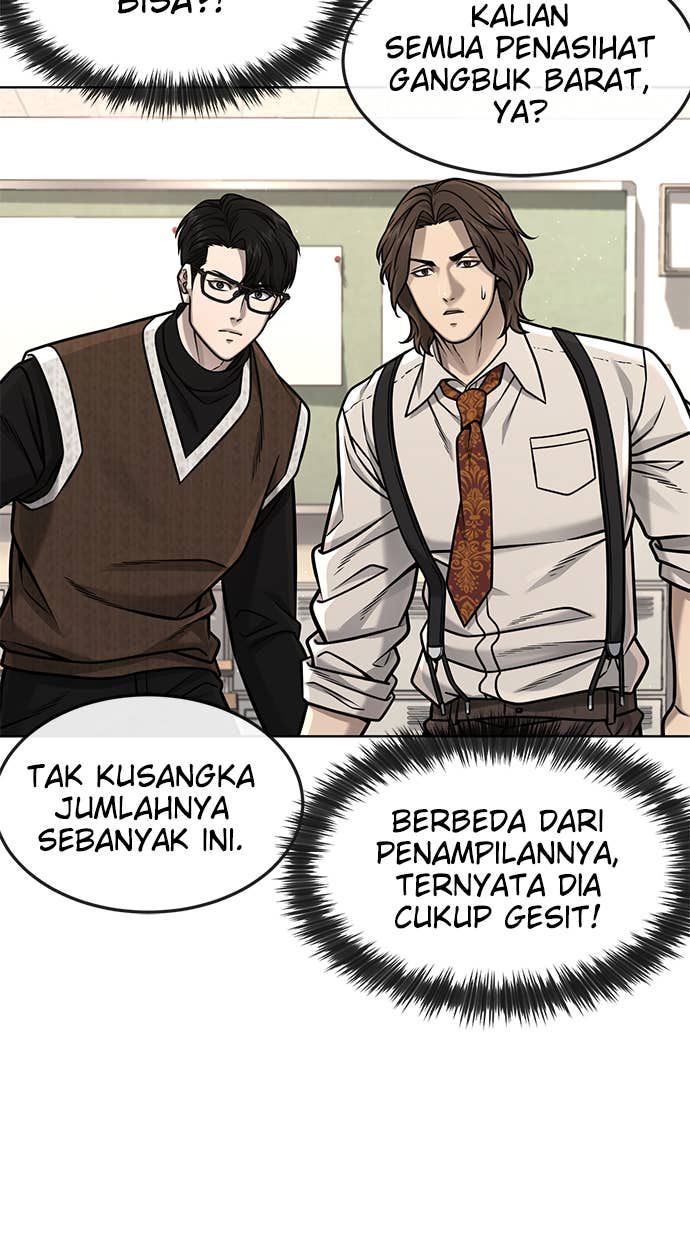 BISA?!
KALIAN
SEMUA PENASIHAT
GANGBUK BARAT,
YA?
TAK KUSANGKA
JUMLAHNYA
SEBANYAK INI.
BERBEDA DARI
PENAMPILANNYA,
TERNYATA DIA
CUKUP GESIT!